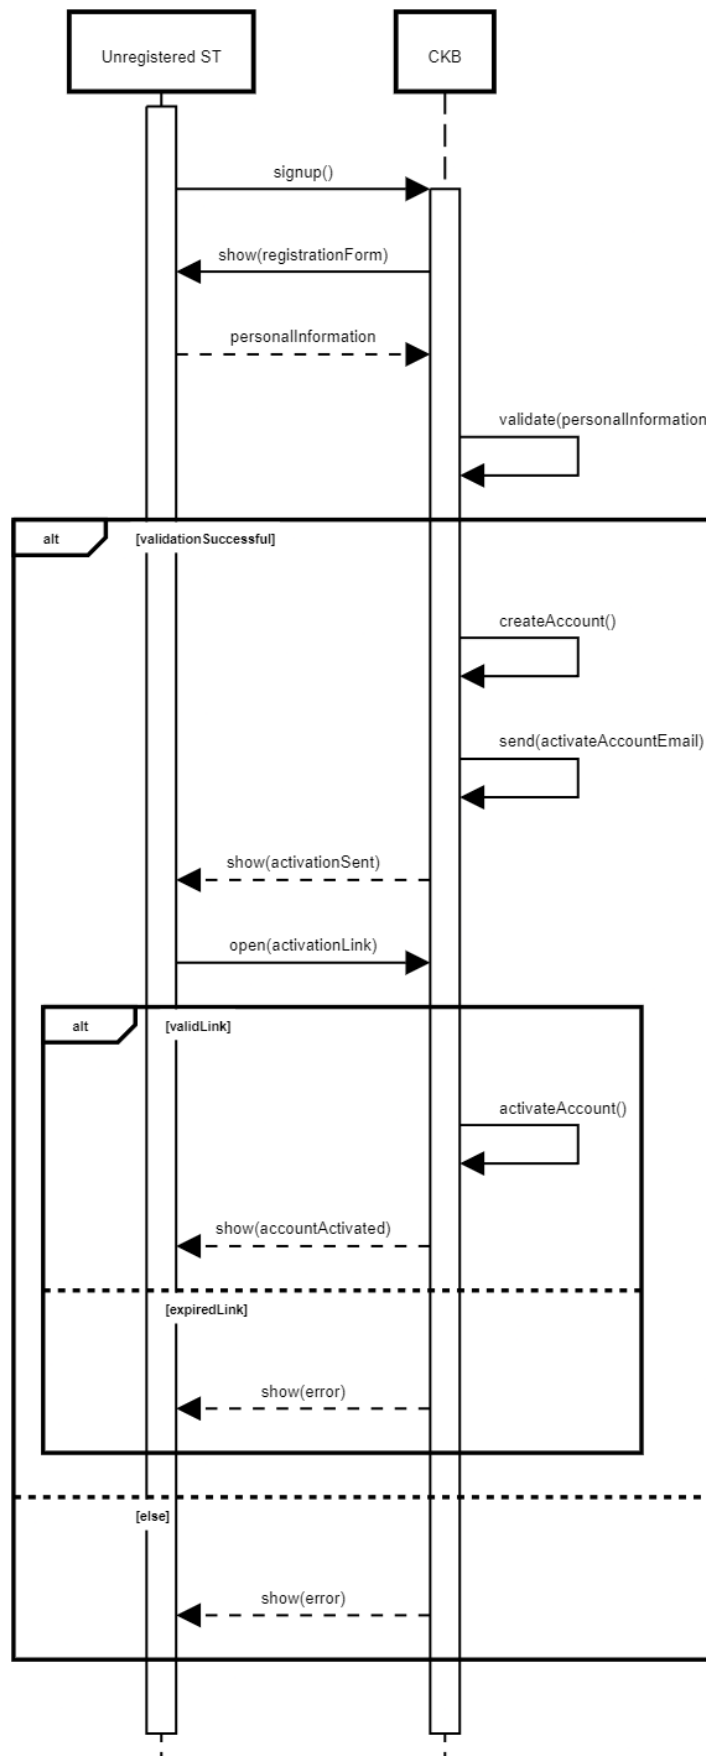 Unregistered ST
CKB
signup()
show(registrationForm)
personalInformation
validate(personalInformation
alt
[validationSuccessful]
createAccount()
send(activateAccountEmail)
show(activationSent)
open(activationLink)
alt
[validLink]
activateAccount()
show(accountActivated)
[expiredLink]
show(error)
[else]
show(error)